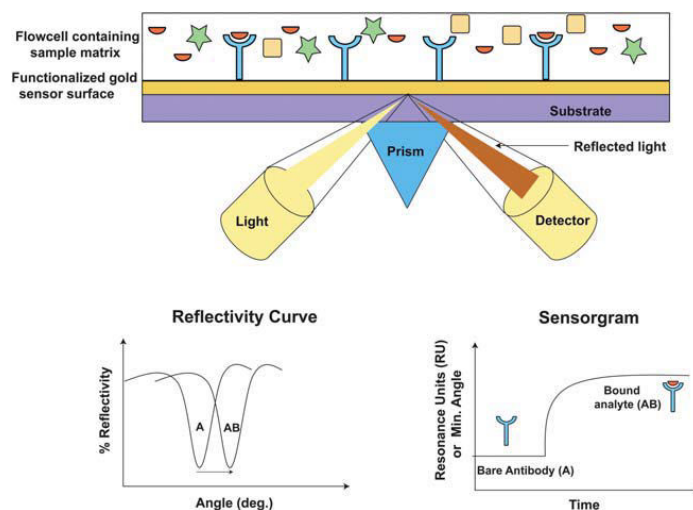 Flowcell containing
sample matrix
Functionalized gold
sensor surface
Substrate
Prism
Reflected light
Light
Detector
Reflectivity Curve
% Reflectivity
A
AB
Angle (deg.)
Sensorgram
Resonance Units (RU)
or Min. Angle
Bound
analyte (AB)
Bare Antibody (A)
Time